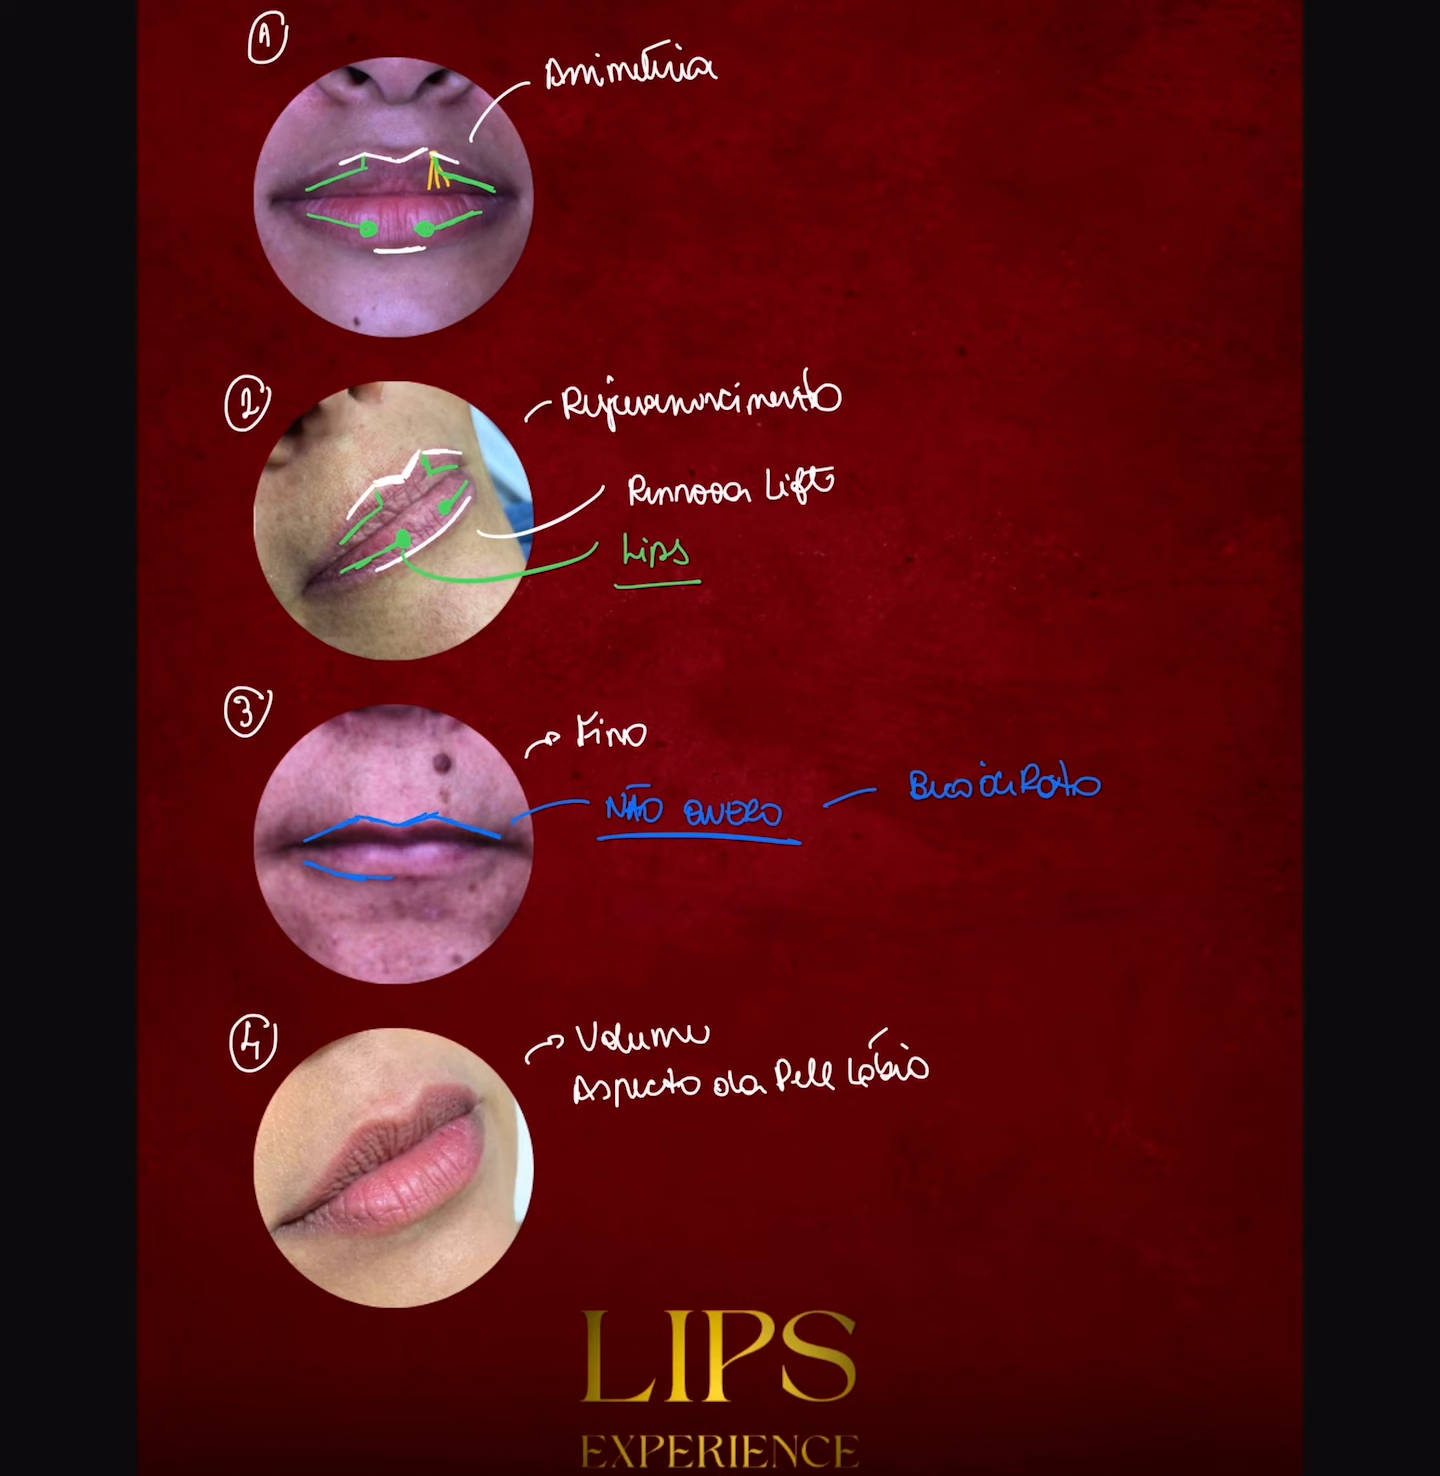 1
Assimetria
2
Rejuvenescimento
Rennova Lift
Lips
3
Fino
NÃO QUERO
Bico de Pato
4
Volume
Aspecto da Pele Lábio
LIPS
EXPERIENCE